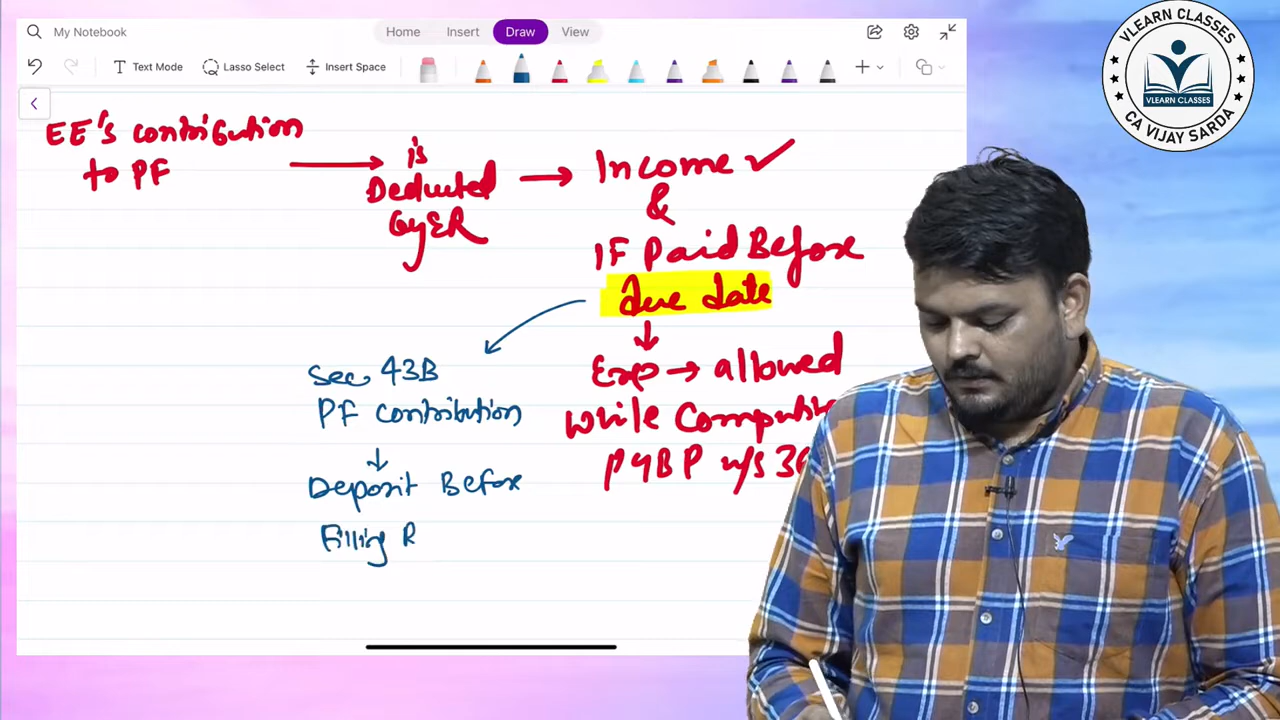 My Notebook
Home Insert Draw View
Text Mode Lasso Select Insert Space
EE's contribution
to PF
is
Deducted
by ER
Income ✓
&
IF Paid Before
due date
Exp → allowed
while
PGBP u/s 36
Sec 43B
PF contribution
Deposit Before
Filling R
VLEARN CLASSES
VLEARN CLASSES
CA VIJAY SARDA